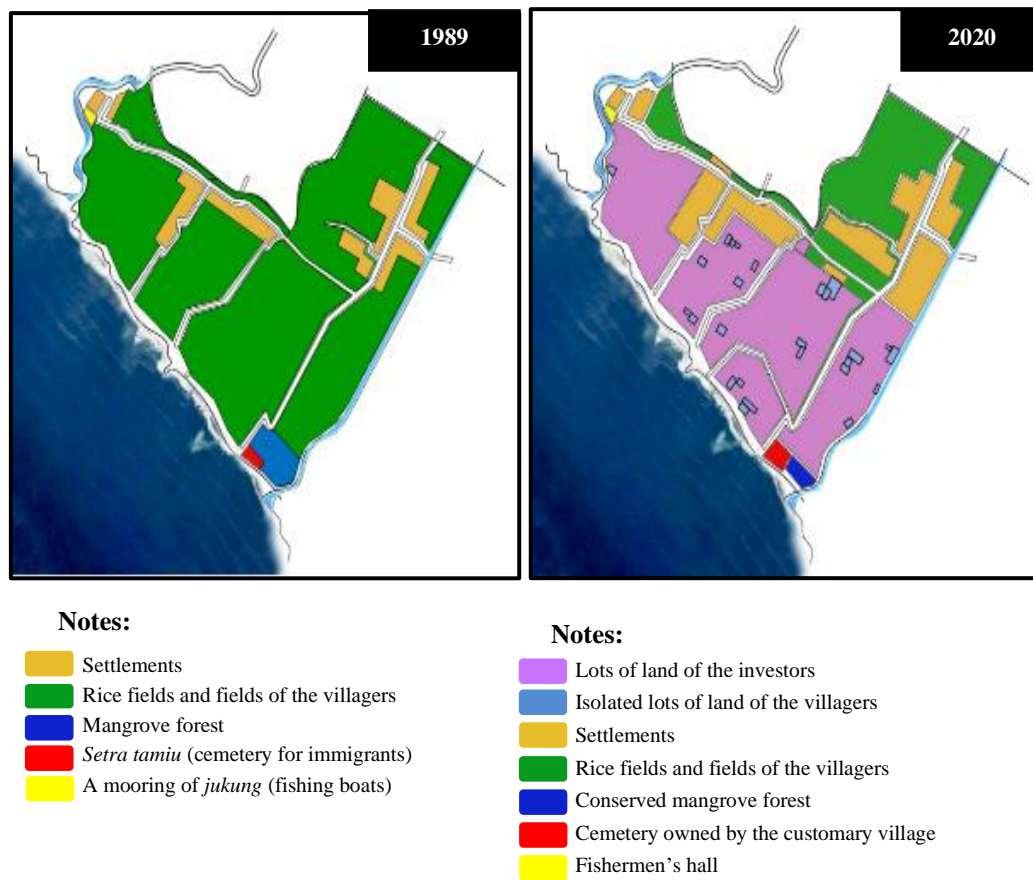 1989
2020
Notes:
Settlements
Rice fields and fields of the villagers
Mangrove forest
Setra tamiu (cemetery for immigrants)
A mooring of jukung (fishing boats)
Notes:
Lots of land of the investors
Isolated lots of land of the villagers
Settlements
Rice fields and fields of the villagers
Conserved mangrove forest
Cemetery owned by the customary village
Fishermen’s hall